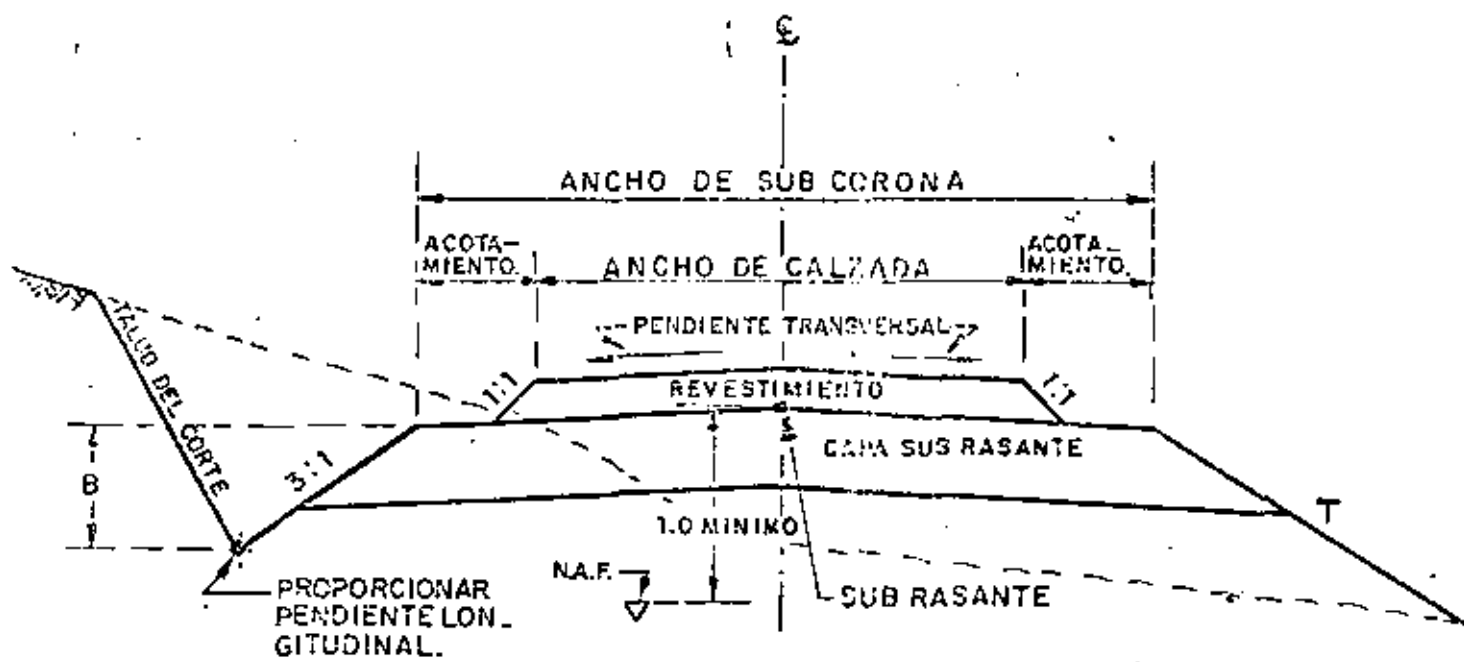 ℄
ANCHO DE SUB CORONA
ACOTA-
MIENTO.
ANCHO DE CALZADA
ACOTA-
MIENTO.
PENDIENTE TRANSVERSAL
TALUD DEL CORTE
1:1
REVESTIMIENTO
1:1
B
3:1
CAPA SUB RASANTE
1.0 MINIMO
T
N.A.F.
SUB RASANTE
PROPORCIONAR
PENDIENTE LON-
GITUDINAL.